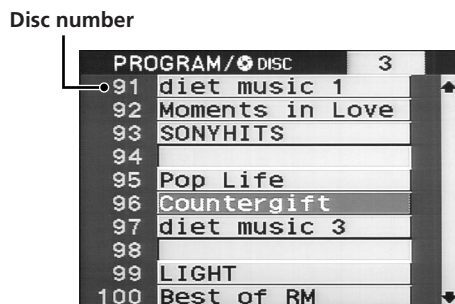 Disc number
PROGRAM/ DISC 3
91 diet music 1
92 Moments in Love
93 SONYHITS
94
95 Pop Life
96 Countergift
97 diet music 3
98
99 LIGHT
100 Best of RM